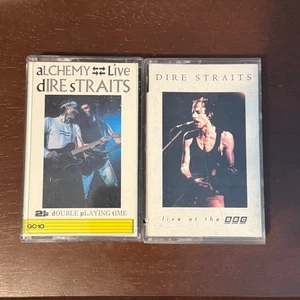 aLCHEMY ⇄ Live
dIRE sTRAITS
dOUBLE pLAYING tIME
DIRE STRAITS
live at the BBC